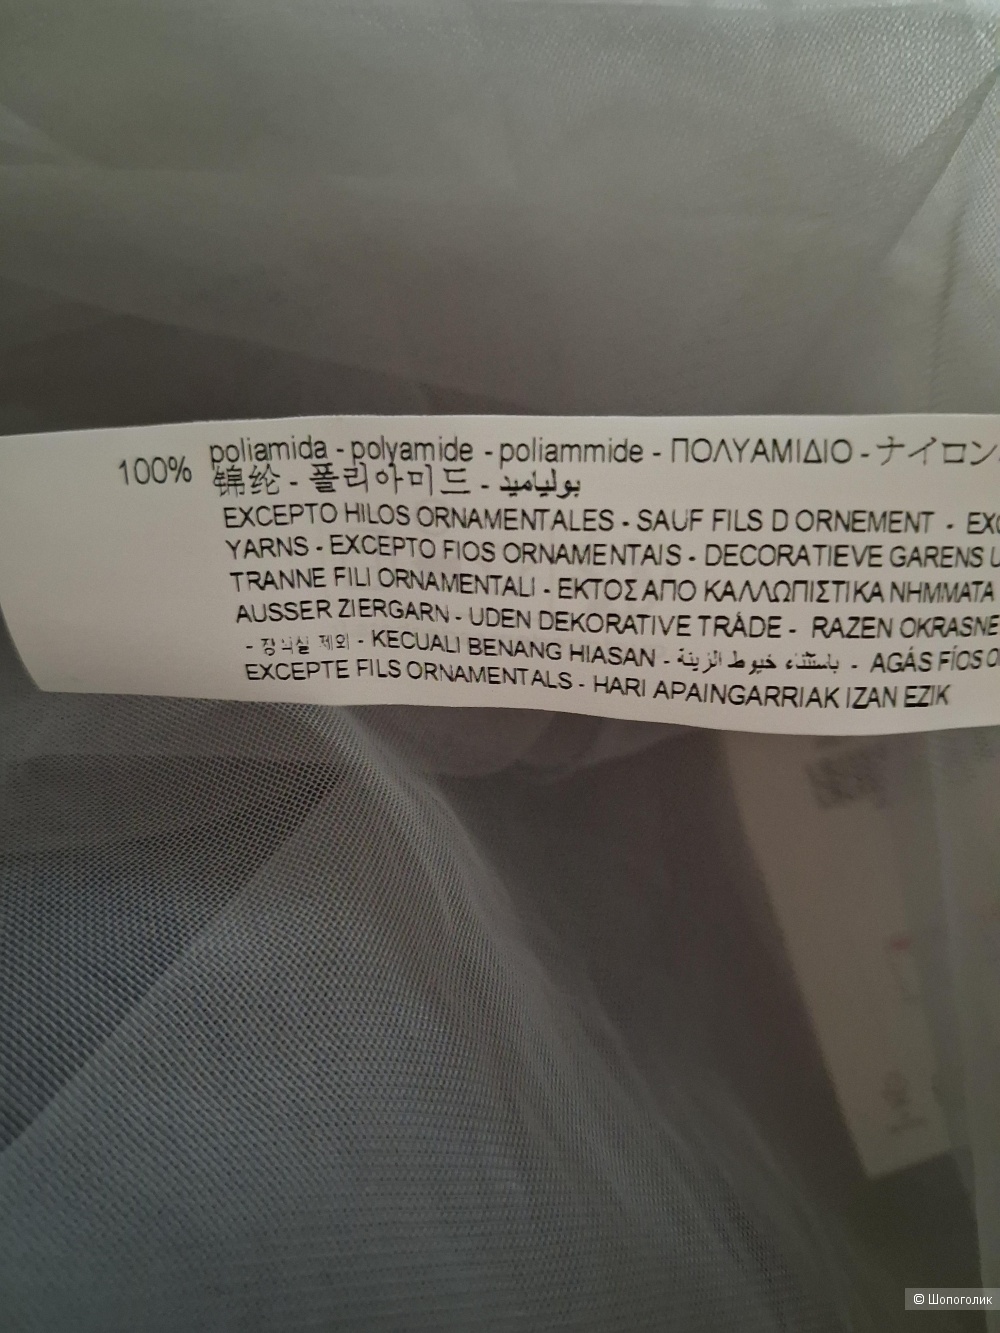 100% poliamida - polyamide - poliammide - ΠΟΛΥΑΜΙΔΙΟ - ナイロン
锦纶 - 폴리아미드 - بولياميد
EXCEPTO HILOS ORNAMENTALES - SAUF FILS D ORNEMENT - EXC
YARNS - EXCEPTO FIOS ORNAMENTAIS - DECORATIEVE GARENS U
TRANNE FILI ORNAMENTALI - ΕΚΤΟΣ ΑΠΟ ΚΑΛΛΩΠΙΣΤΙΚΑ ΝΗΜΜΑΤΑ
AUSSER ZIERGARN - UDEN DEKORATIVE TRÅDE - RAZEN OKRASNE
- 장식실 제외 - KECUALI BENANG HIASAN - باستثناء خيوط الزينة - AGÁS FÍOS O
EXCEPTE FILS ORNAMENTALS - HARI APAINGARRIAK IZAN EZIK
© Шопоголик